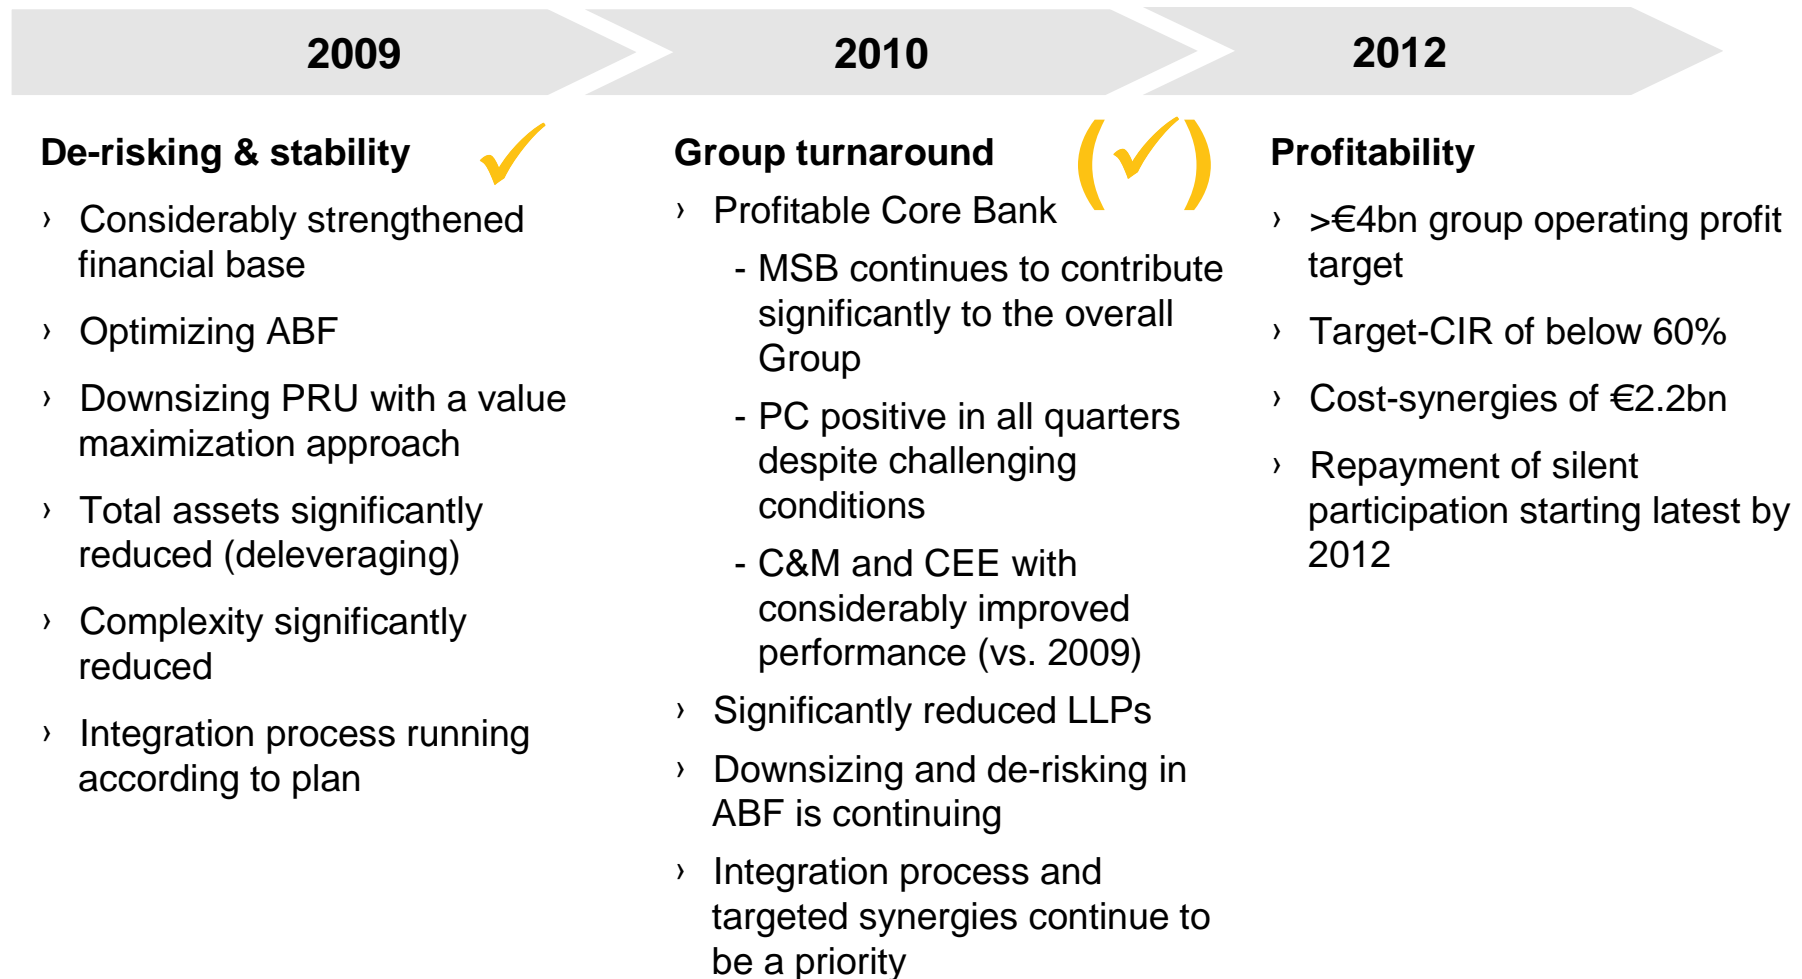 2009
2010
2012
De-risking & stability
› Considerably strengthened
financial base
› Optimizing ABF
› Downsizing PRU with a value
maximization approach
› Total assets significantly
reduced (deleveraging)
› Complexity significantly
reduced
› Integration process running
according to plan
Group turnaround
› Profitable Core Bank
- MSB continues to contribute
significantly to the overall
Group
- PC positive in all quarters
despite challenging
conditions
- C&M and CEE with
considerably improved
performance (vs. 2009)
› Significantly reduced LLPs
› Downsizing and de-risking in
ABF is continuing
› Integration process and
targeted synergies continue to
be a priority
(✓)
Profitability
› >€4bn group operating profit
target
› Target-CIR of below 60%
› Cost-synergies of €2.2bn
› Repayment of silent
participation starting latest by
2012